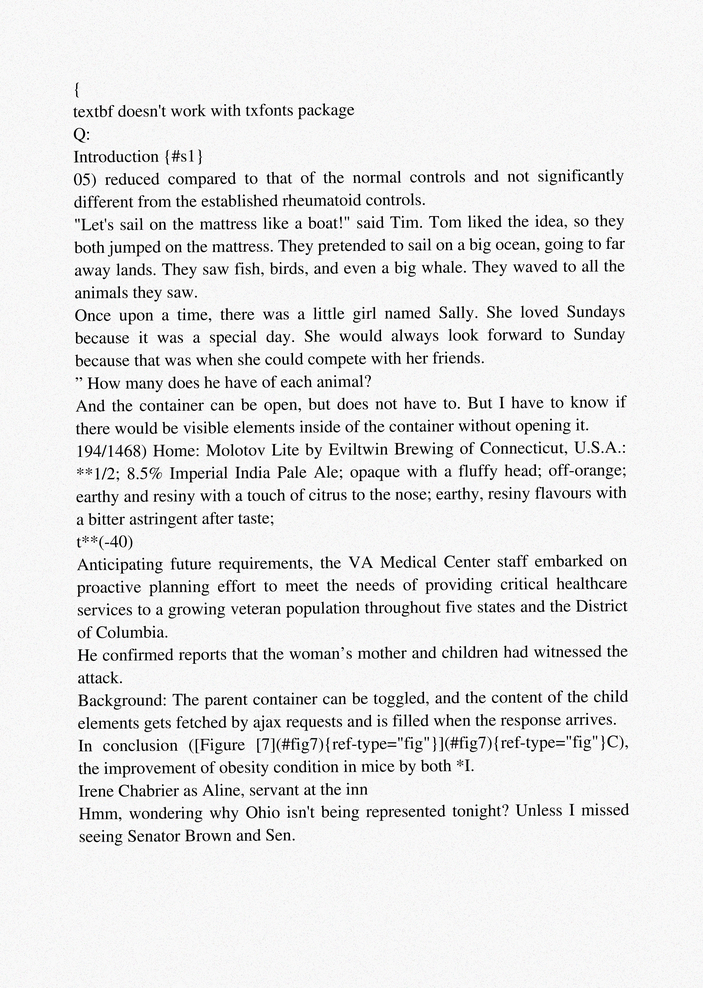 {
textbf doesn't work with txfonts package
Q:
Introduction {#s1}
05) reduced compared to that of the normal controls and not significantly
different from the established rheumatoid controls.
"Let's sail on the mattress like a boat!" said Tim. Tom liked the idea, so they
both jumped on the mattress. They pretended to sail on a big ocean, going to far
away lands. They saw fish, birds, and even a big whale. They waved to all the
animals they saw.
Once upon a time, there was a little girl named Sally. She loved Sundays
because it was a special day. She would always look forward to Sunday
because that was when she could compete with her friends.
” How many does he have of each animal?
And the container can be open, but does not have to. But I have to know if
there would be visible elements inside of the container without opening it.
194/1468) Home: Molotov Lite by Eviltwin Brewing of Connecticut, U.S.A.:
**1/2; 8.5% Imperial India Pale Ale; opaque with a fluffy head; off-orange;
earthy and resiny with a touch of citrus to the nose; earthy, resiny flavours with
a bitter astringent after taste;
t**(-40)
Anticipating future requirements, the VA Medical Center staff embarked on
proactive planning effort to meet the needs of providing critical healthcare
services to a growing veteran population throughout five states and the District
of Columbia.
He confirmed reports that the woman’s mother and children had witnessed the
attack.
Background: The parent container can be toggled, and the content of the child
elements gets fetched by ajax requests and is filled when the response arrives.
In conclusion ([Figure [7](#fig7){ref-type="fig"}](#fig7){ref-type="fig"}C),
the improvement of obesity condition in mice by both *I.
Irene Chabrier as Aline, servant at the inn
Hmm, wondering why Ohio isn't being represented tonight? Unless I missed
seeing Senator Brown and Sen.